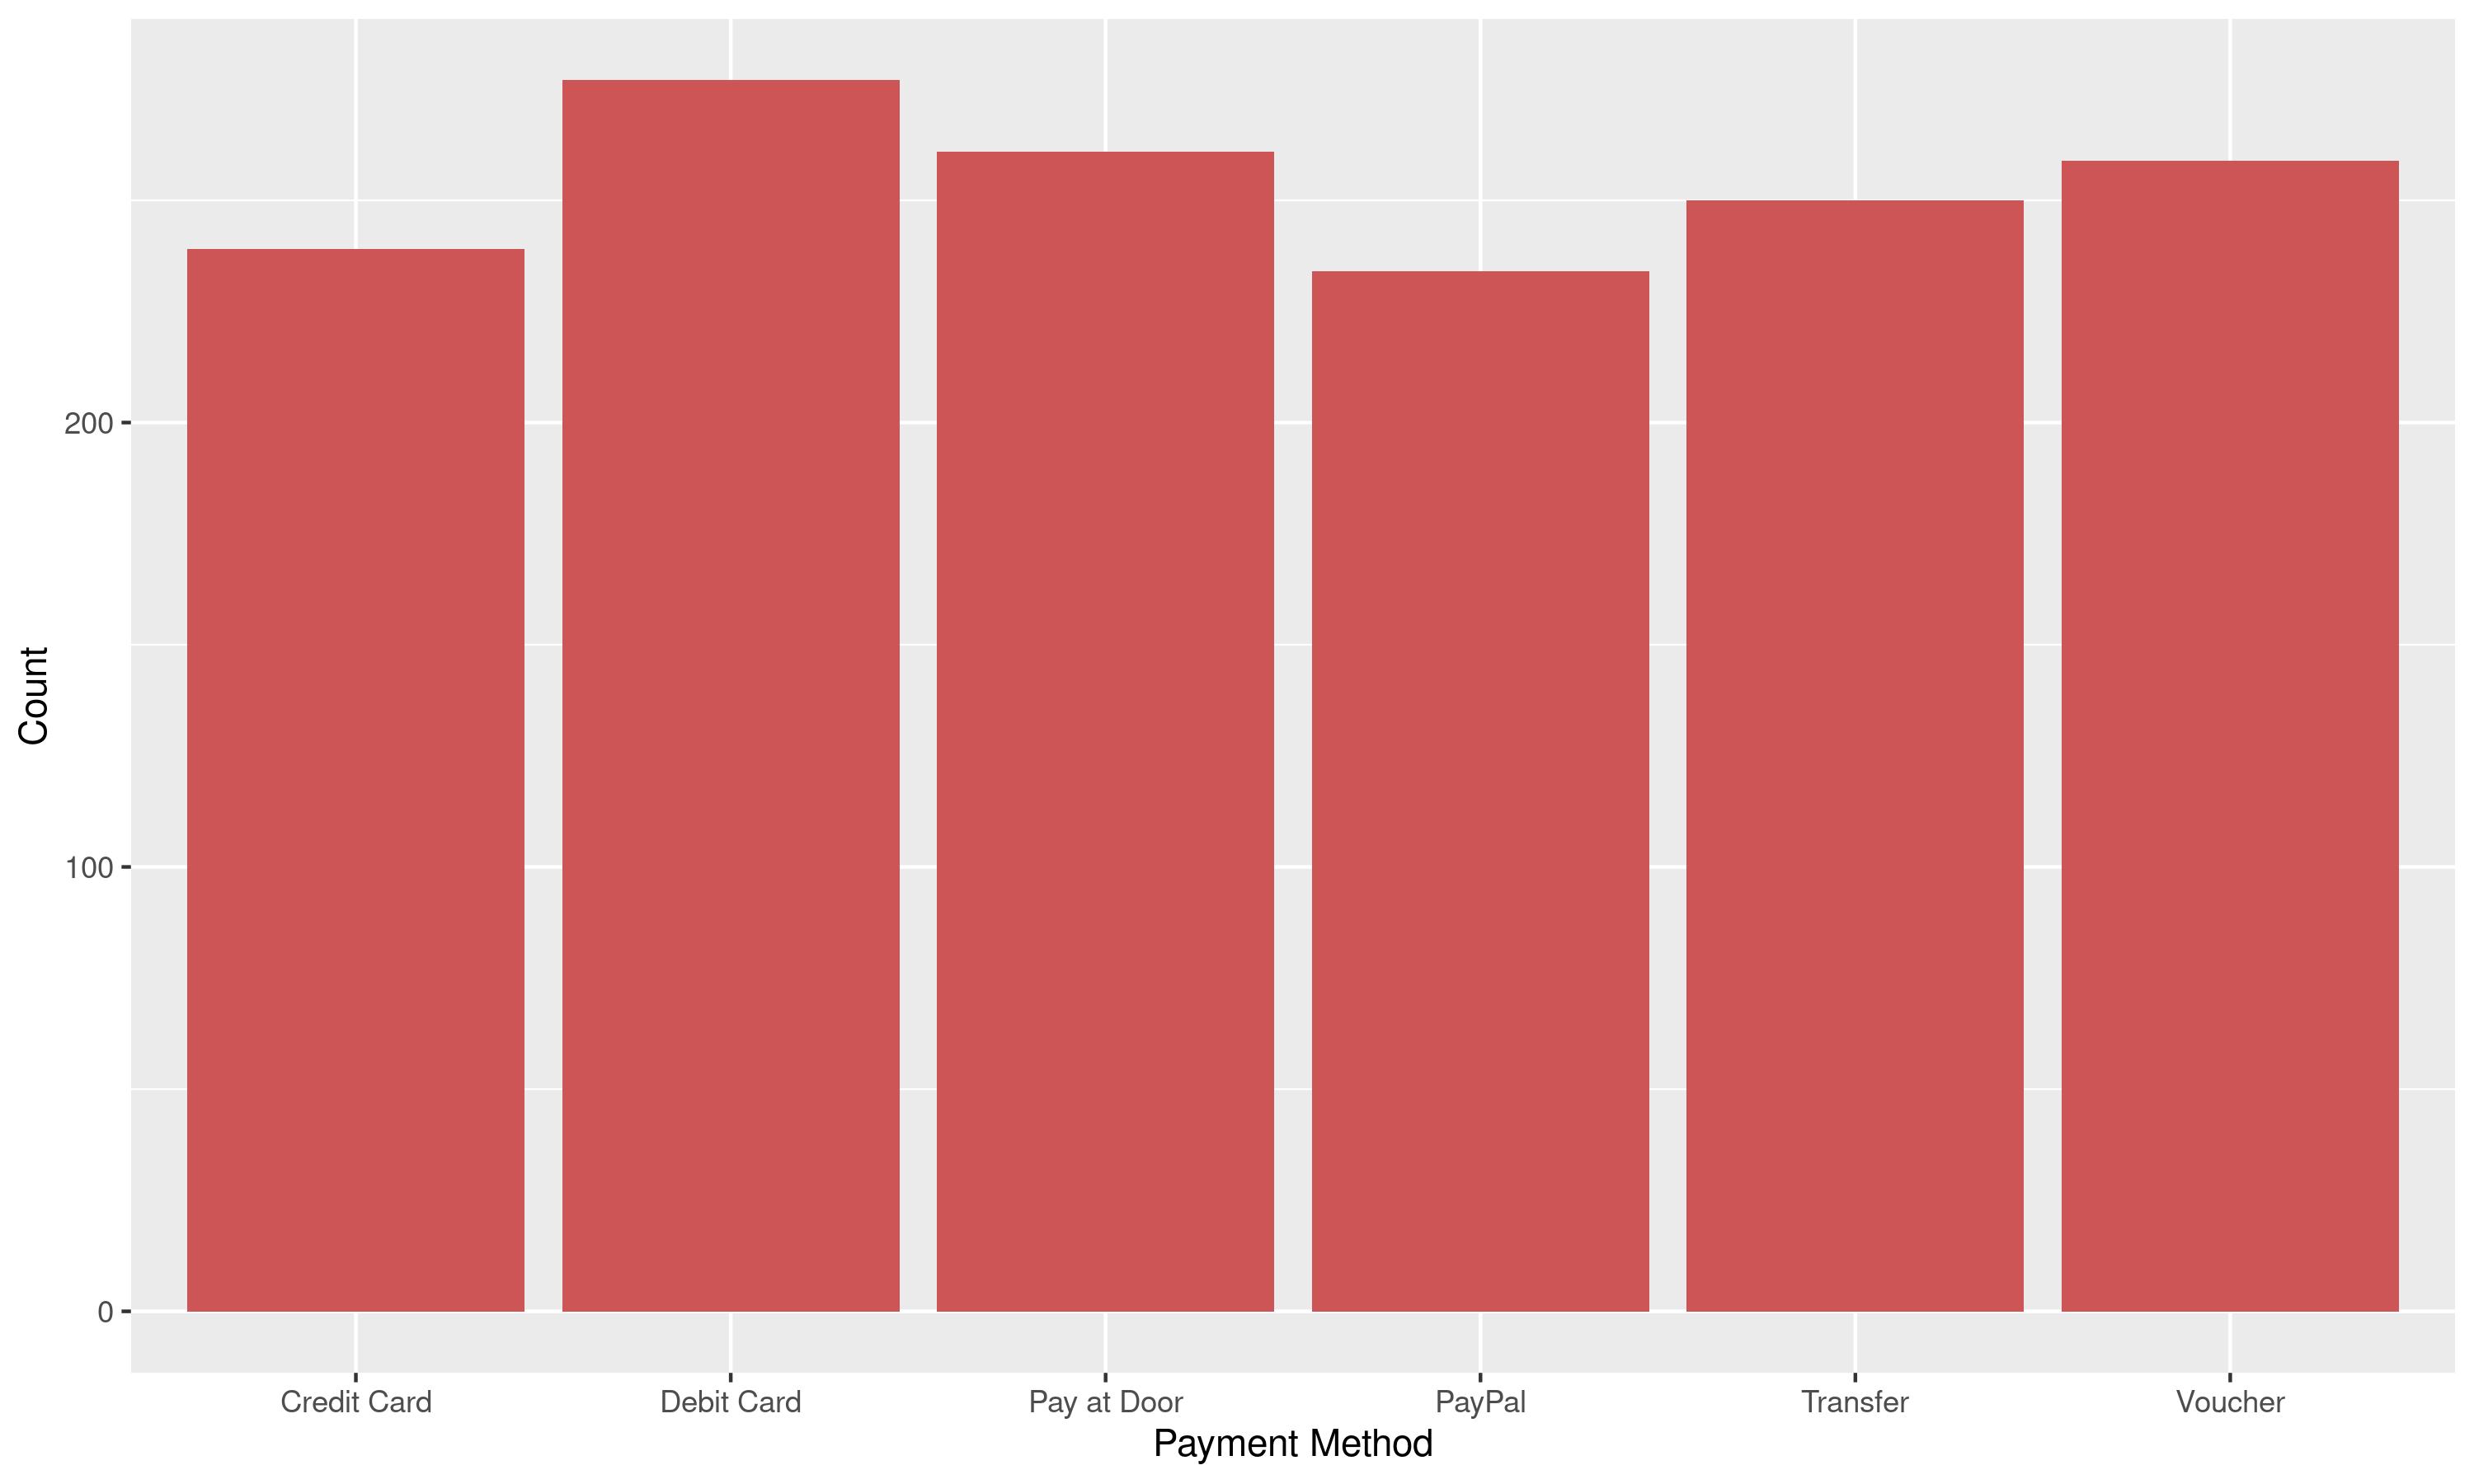 Count
200
100
0
Credit Card Debit Card Pay at Door PayPal Transfer Voucher
Payment Method